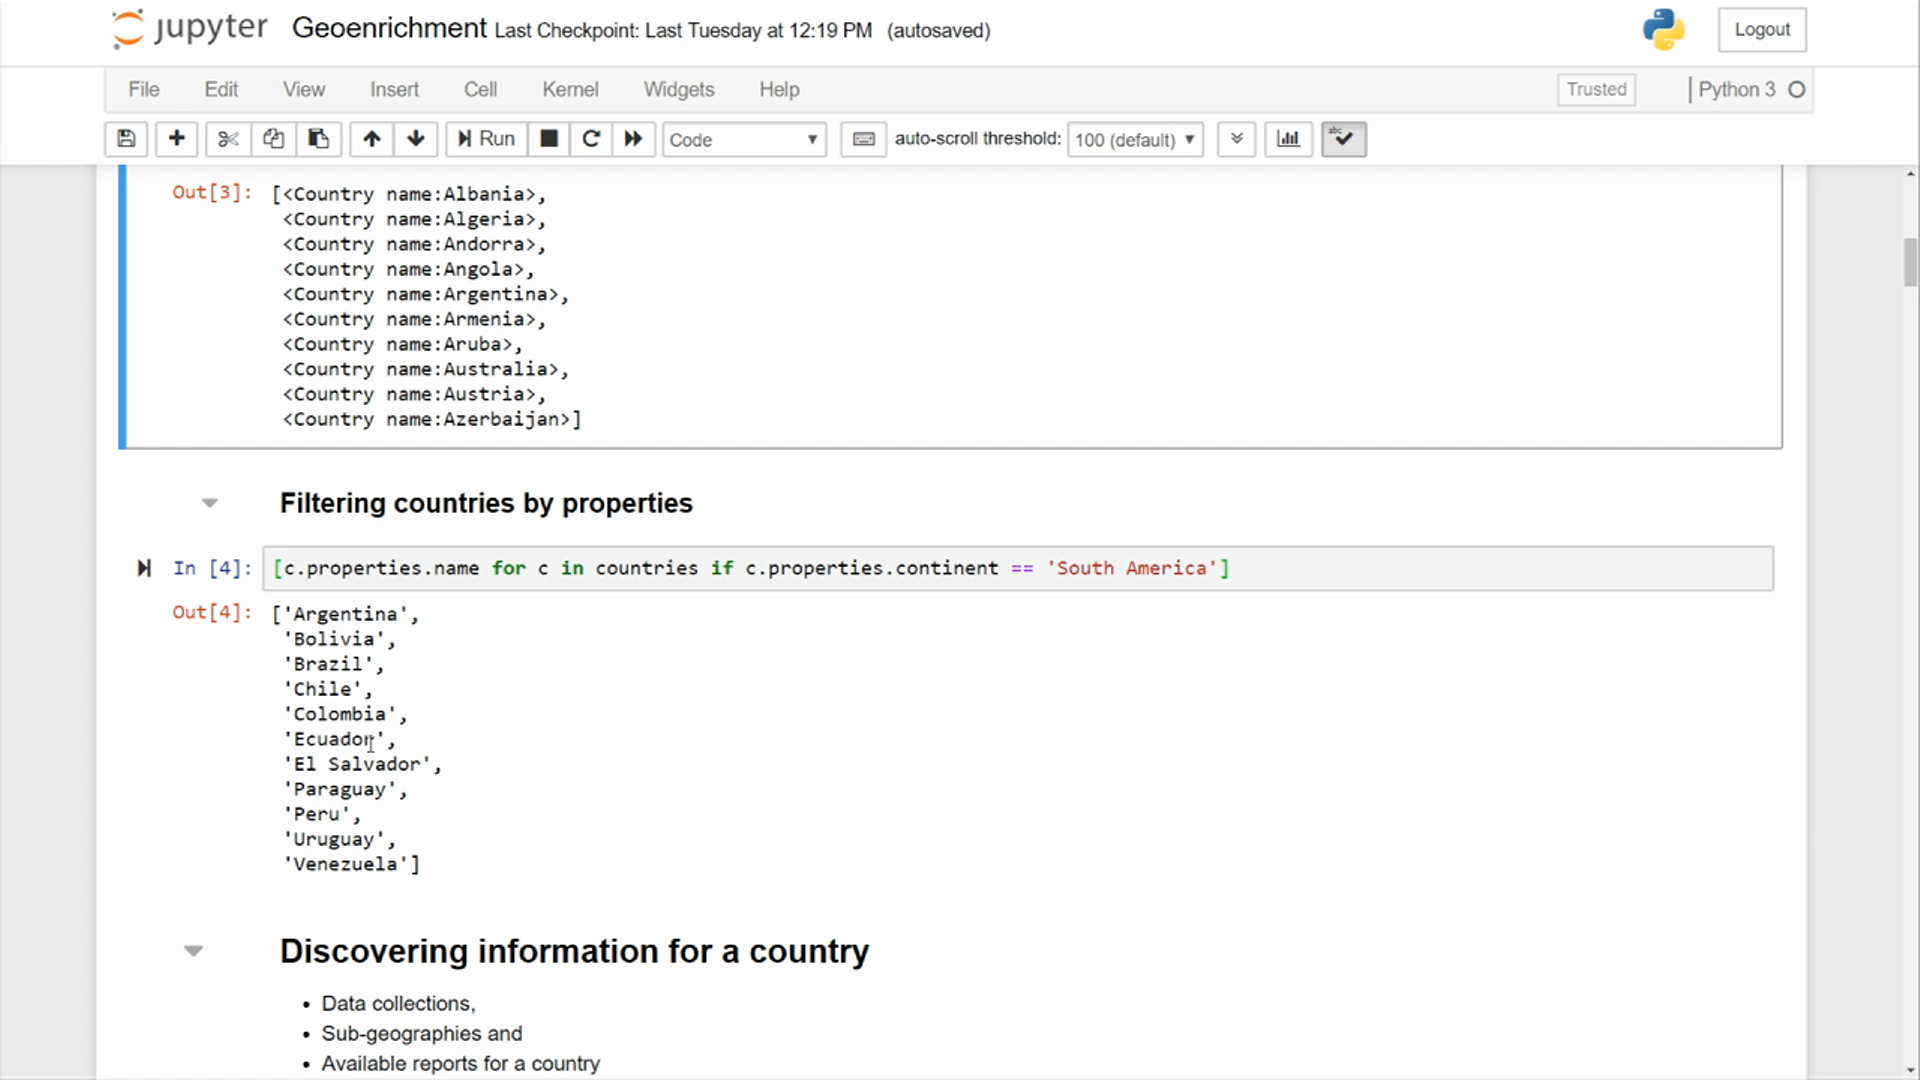 jupyter Geoenrichment Last Checkpoint: Last Tuesday at 12:19 PM (autosaved) Logout
File Edit View Insert Cell Kernel Widgets Help Trusted Python 3
Run Code auto-scroll threshold: 100 (default) abc
Out[3]: [<Country name:Albania>,
<Country name:Algeria>,
<Country name:Andorra>,
<Country name:Angola>,
<Country name:Argentina>,
<Country name:Armenia>,
<Country name:Aruba>,
<Country name:Australia>,
<Country name:Austria>,
<Country name:Azerbaijan>]
Filtering countries by properties
In [4]: [c.properties.name for c in countries if c.properties.continent == 'South America']
Out[4]: ['Argentina',
'Bolivia',
'Brazil',
'Chile',
'Colombia',
'Ecuador',
'El Salvador',
'Paraguay',
'Peru',
'Uruguay',
'Venezuela']
Discovering information for a country
• Data collections,
• Sub-geographies and
• Available reports for a country